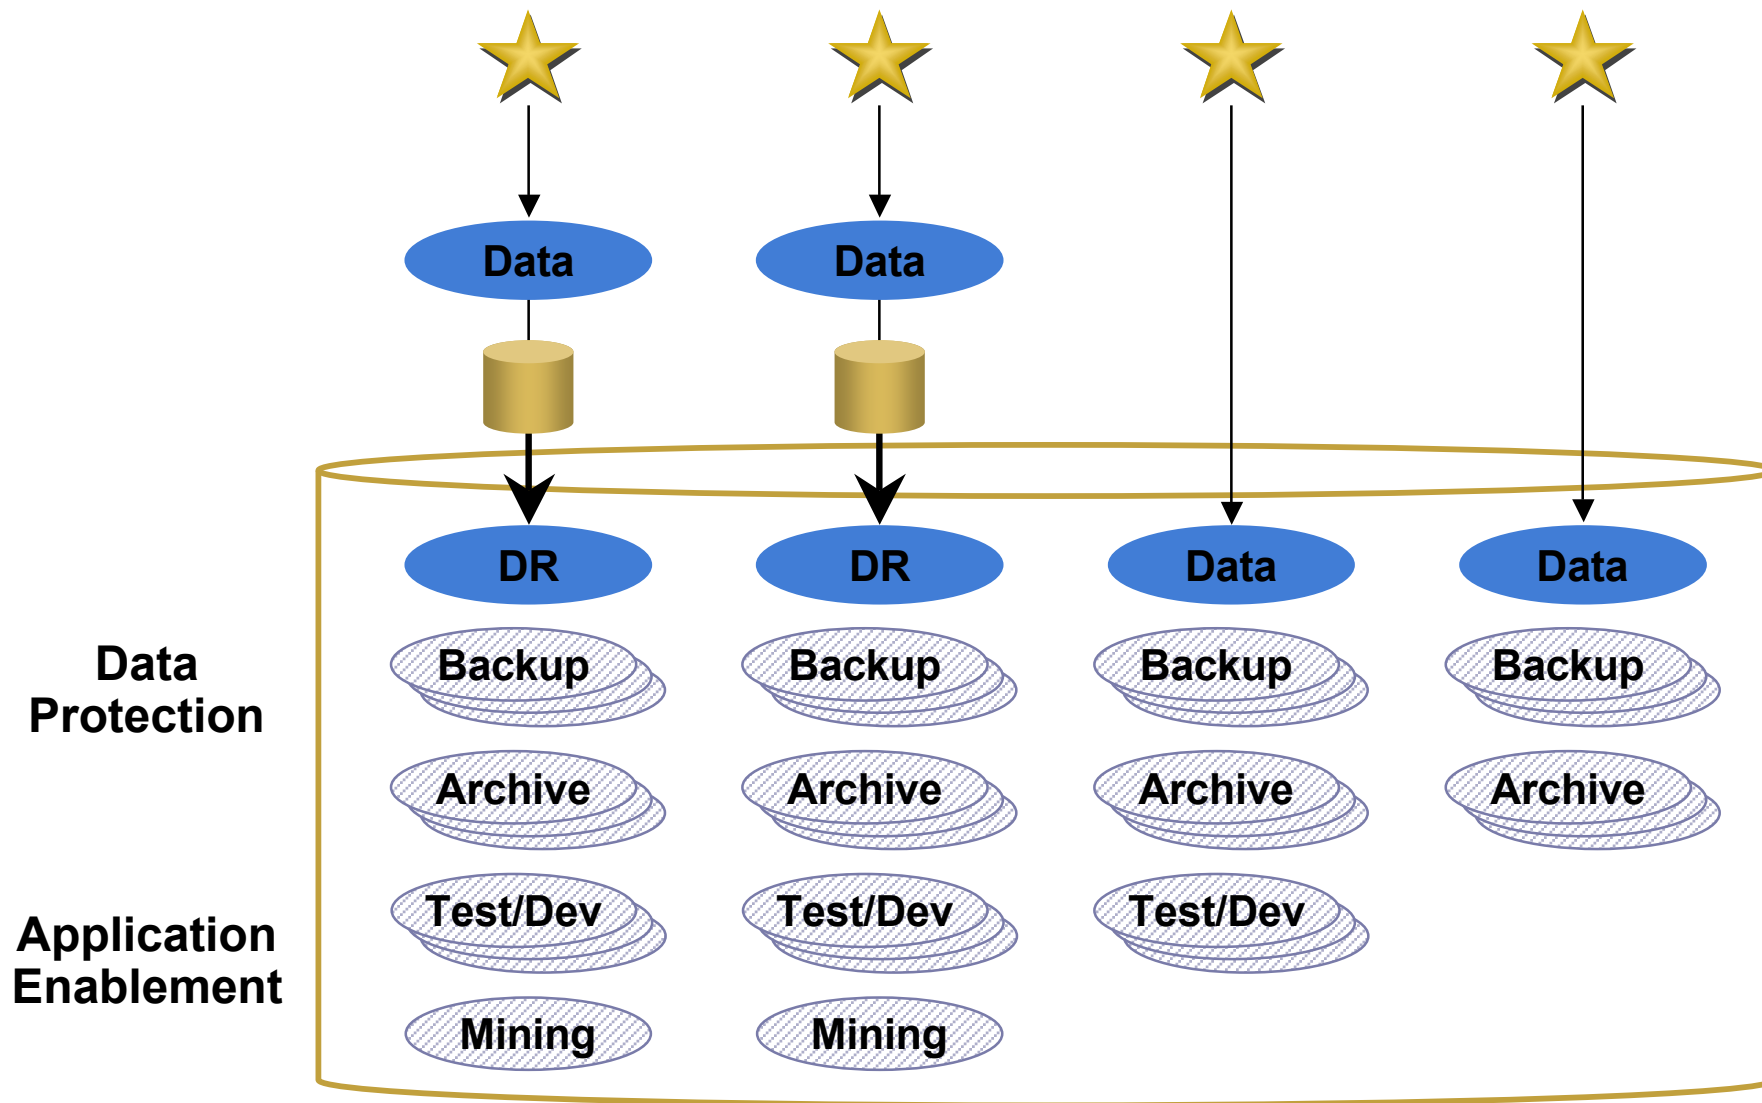 Data
Data
DR
DR
Data
Data
Data
Protection
Backup
Backup
Backup
Backup
Archive
Archive
Archive
Archive
Application
Enablement
Test/Dev
Test/Dev
Test/Dev
Mining
Mining